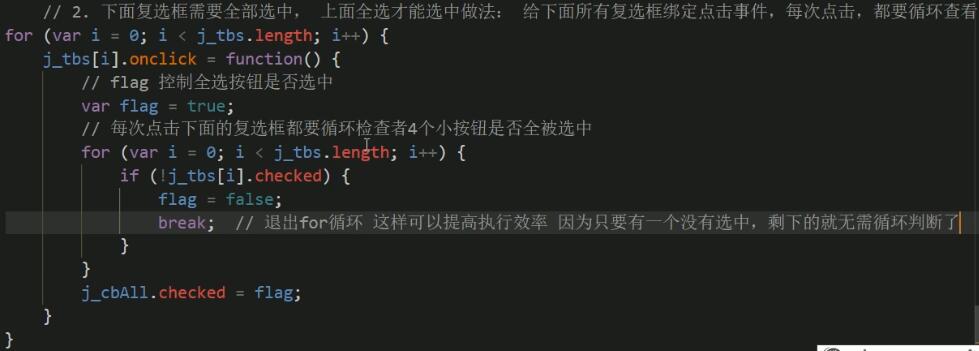 // 2. 下面复选框需要全部选中， 上面全选才能选中做法： 给下面所有复选框绑定点击事件，每次点击，都要循环查看
for (var i = 0; i < j_tbs.length; i++) {
j_tbs[i].onclick = function() {
// flag 控制全选按钮是否选中
var flag = true;
// 每次点击下面的复选框都要循环检查者4个小按钮是否全被选中
for (var i = 0; i < j_tbs.length; i++) {
if (!j_tbs[i].checked) {
flag = false;
break;  // 退出for循环 这样可以提高执行效率 因为只要有一个没有选中，剩下的就无需循环判断了
}
}
j_cbAll.checked = flag;
}
}